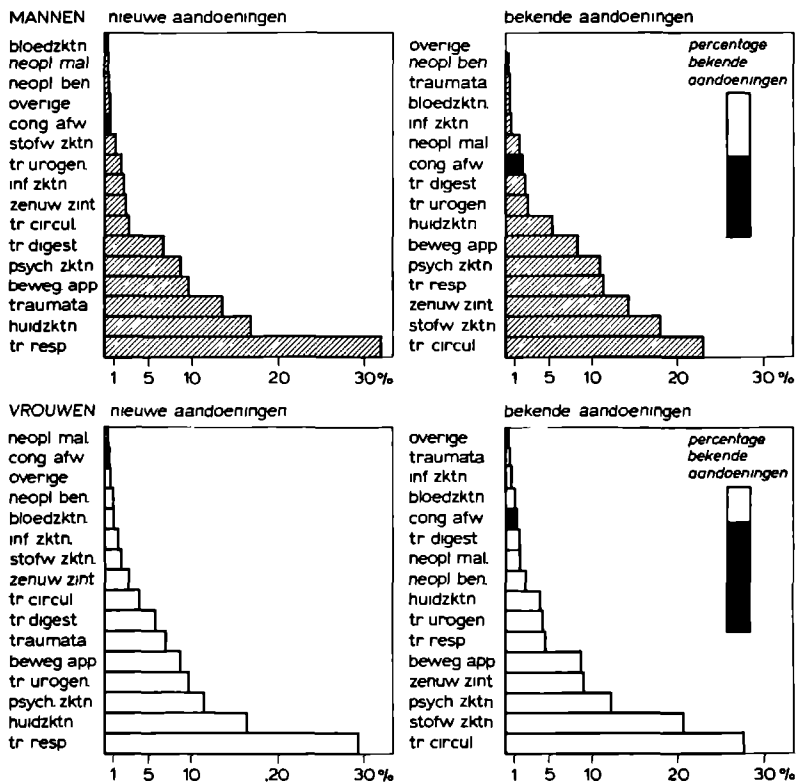 MANNEN nieuwe aandoeningen
bloedzktn
neopl mal
neopl ben
overige
cong afw
stofw zktn
tr urogen.
inf zktn
zenuw zint
tr circul.
tr digest
psych zktn
beweg app
traumata
huidzktn
tr resp
1 5 10 20 30%
bekende aandoeningen
overige
neopl ben
traumata
bloedzktn.
inf zktn
neopl mal
cong afw
tr digest
tr urogen
huidzktn
beweg app
psych zktn
tr resp
zenuw zint
stofw zktn
tr circul
1 5 10 20 30%
percentage
bekende
aandoeningen
VROUWEN nieuwe aandoeningen
neopl mal.
cong afw
overige
neopl ben.
bloedzktn.
inf zktn.
stofw zktn.
zenuw zint
tr circul
tr digest
traumata
beweg app
tr urogen.
psych. zktn
huidzktn
tr resp
1 5 10 20 30%
bekende aandoeningen
overige
traumata
inf zktn
bloedzktn
cong afw
tr digest
neopl mal.
neopl ben.
huidzktn
tr urogen
tr resp
beweg app
zenuw zint
psych zktn
stofw zktn
tr circul
1 5 10 20 30%
percentage
bekende
aandoeningen